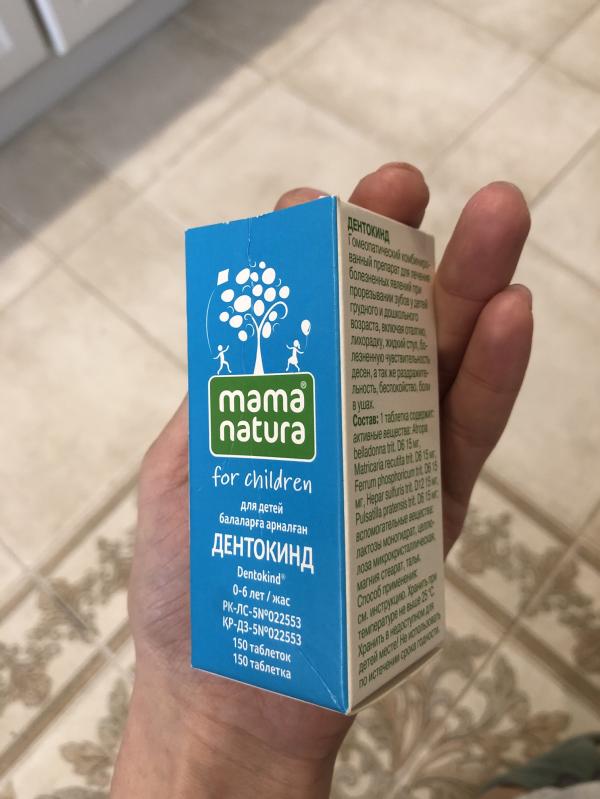 mama®
natura
for children
для детей
балаларға арналған
ДЕНТОКИНД
Dentokind®
0-6 лет / жас
РК-ЛС-5№022553
ҚР-ДЗ-5№022553
150 таблеток
150 таблетка
ДЕНТОКИНД
Гомеопатический комбиниро-
ванный препарат для лечения
болезненных явлений при
прорезывании зубов у детей
грудного и дошкольного
возраста, включая оталгию,
лихорадку, жидкий стул, бо-
лезненную чувствительность
десен, а так же раздражите-
льность, беспокойство, боли
в ушах.
Состав: 1 таблетка содержит:
активные вещества: Atropa
belladonna trit. D6 15 мг,
Matricaria recutita trit. D6 15 мг,
Ferrum phosphoricum trit. D6 15
мг, Hepar sulfuris trit. D12 15 мг,
Pulsatilla pratensis trit. D6 15 мг;
вспомогательные вещества:
лактозы моногидрат, целлю-
лоза микрокристаллическая,
магния стеарат, тальк.
Способ применения:
см. инструкцию. Хранить при
температуре не выше 25 °C.
Хранить в недоступном для
детей месте! Не использовать
по истечении срока годности.